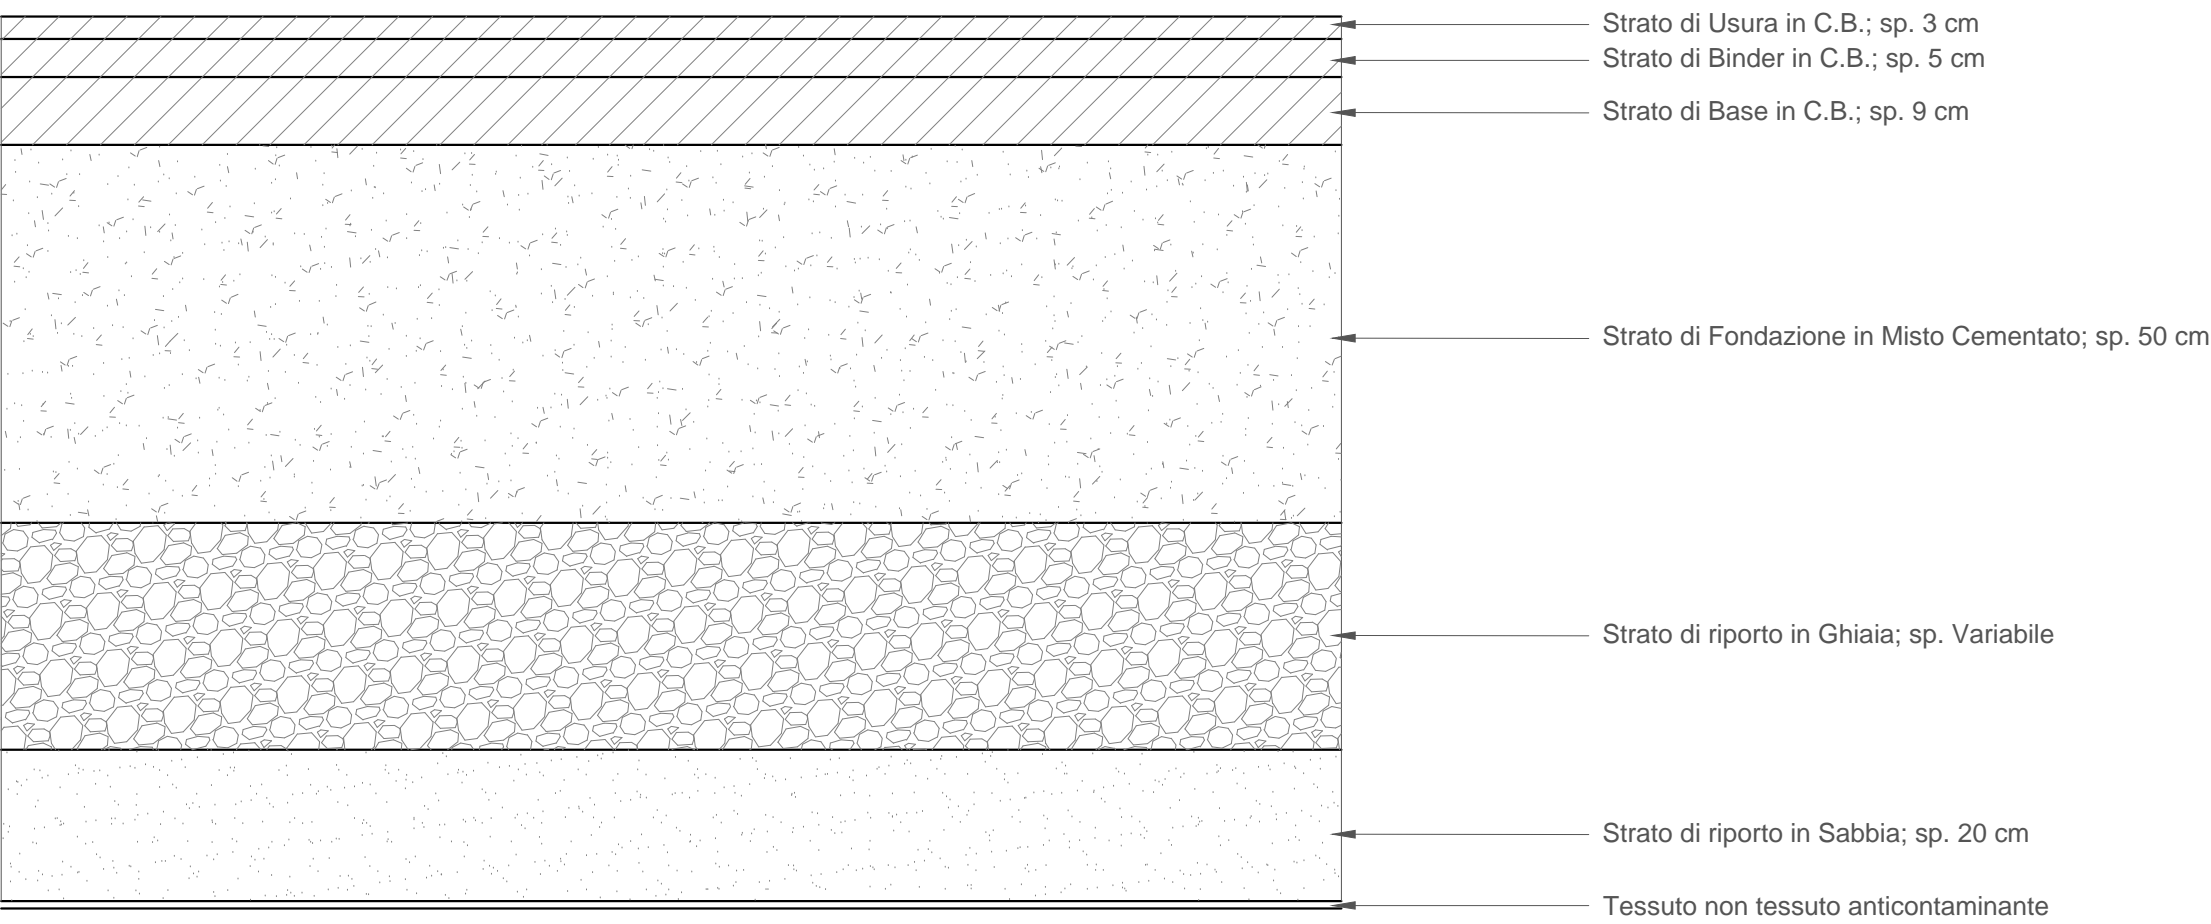 Strato di Usura in C.B.; sp. 3 cm
Strato di Binder in C.B.; sp. 5 cm
Strato di Base in C.B.; sp. 9 cm
Strato di Fondazione in Misto Cementato; sp. 50 cm
Strato di riporto in Ghiaia; sp. Variabile
Strato di riporto in Sabbia; sp. 20 cm
Tessuto non tessuto anticontaminante